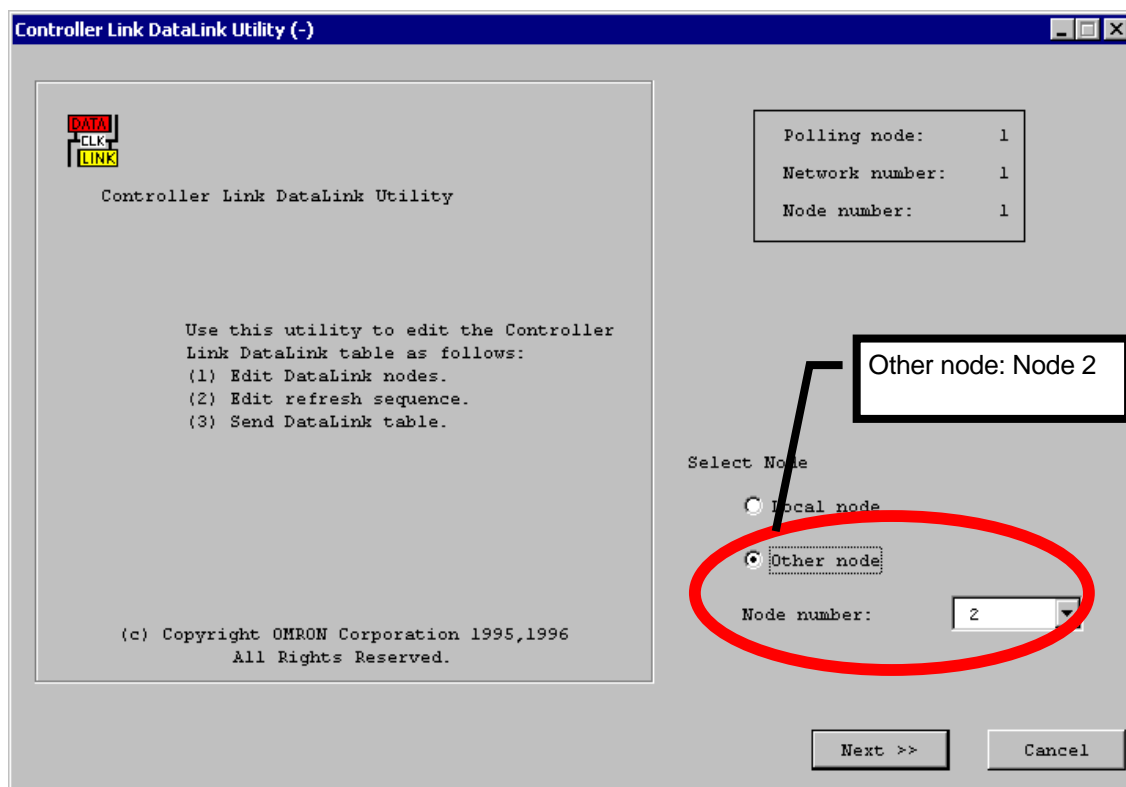 Controller Link DataLink Utility (-)
DATA
CLK
LINK
Controller Link DataLink Utility
Use this utility to edit the Controller
Link DataLink table as follows:
(1) Edit DataLink nodes.
(2) Edit refresh sequence.
(3) Send DataLink table.
(c) Copyright OMRON Corporation 1995,1996
All Rights Reserved.
Polling node: 1
Network number: 1
Node number: 1
Other node: Node 2
Select Node
Local node
Other node
Node number: 2
Next >> Cancel